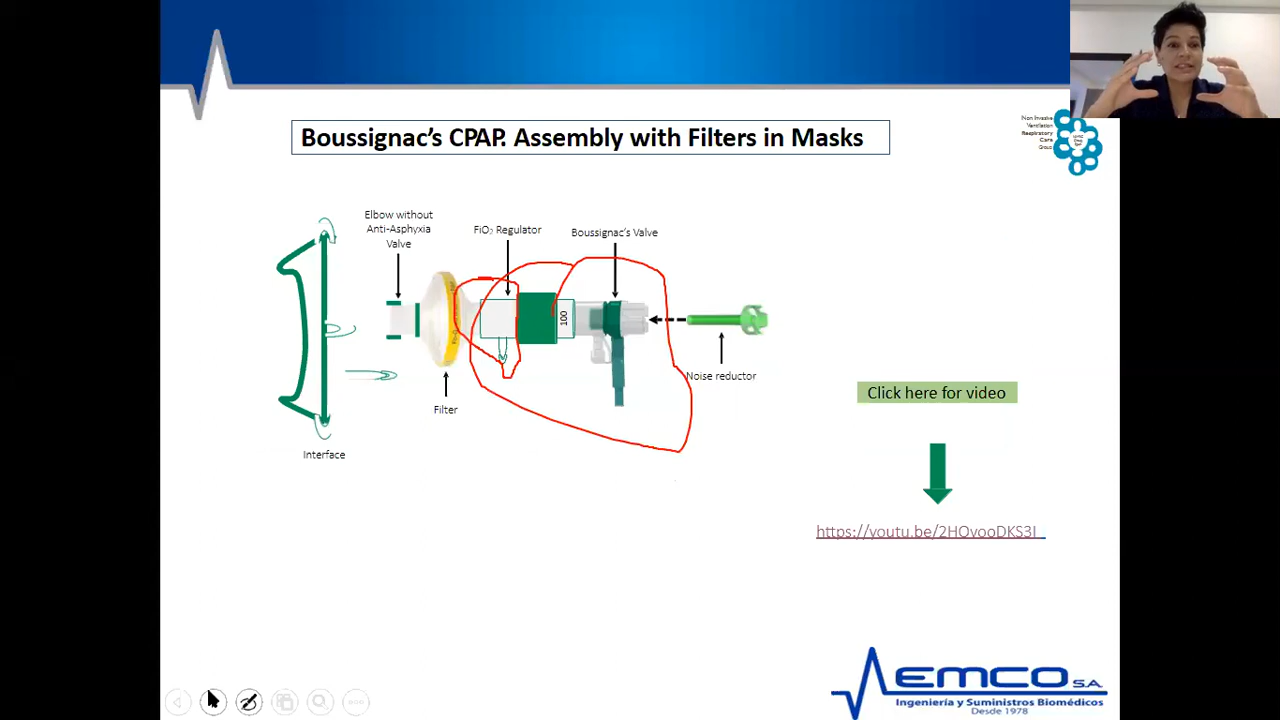 Boussignac's CPAP. Assembly with Filters in Masks
Non Invasive
Ventilation
Respiratory
Care
Group
Elbow without
Anti-Asphyxia
Valve
FiO₂ Regulator
Boussignac's Valve
100
Noise reductor
Filter
Interface
Click here for video
https://youtu.be/2HOvooDKS3I
EMCO S.A.
Ingeniería y Suministros Biomédicos
Desde 1978